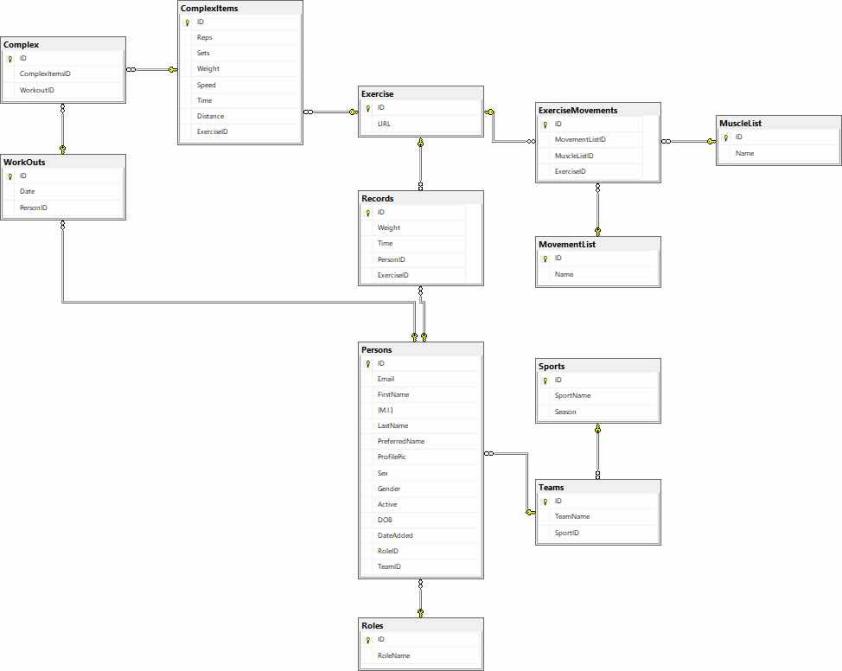 ComplexItems
ID
Reps
Sets
Weight
Speed
Time
Distance
ExerciseID
Complex
ID
ComplexItemsID
WorkoutID
WorkOuts
ID
Date
PersonID
Exercise
ID
URL
ExerciseMovements
ID
MovementListID
MuscleListID
ExerciseID
MuscleList
ID
Name
Records
ID
Weight
Time
PersonID
ExerciseID
MovementList
ID
Name
Persons
ID
Email
FirstName
[M.I.]
LastName
PreferredName
ProfilePic
Sex
Gender
Active
DOB
DateAdded
RoleID
TeamID
Sports
ID
SportName
Season
Teams
ID
TeamName
SportID
Roles
ID
RoleName